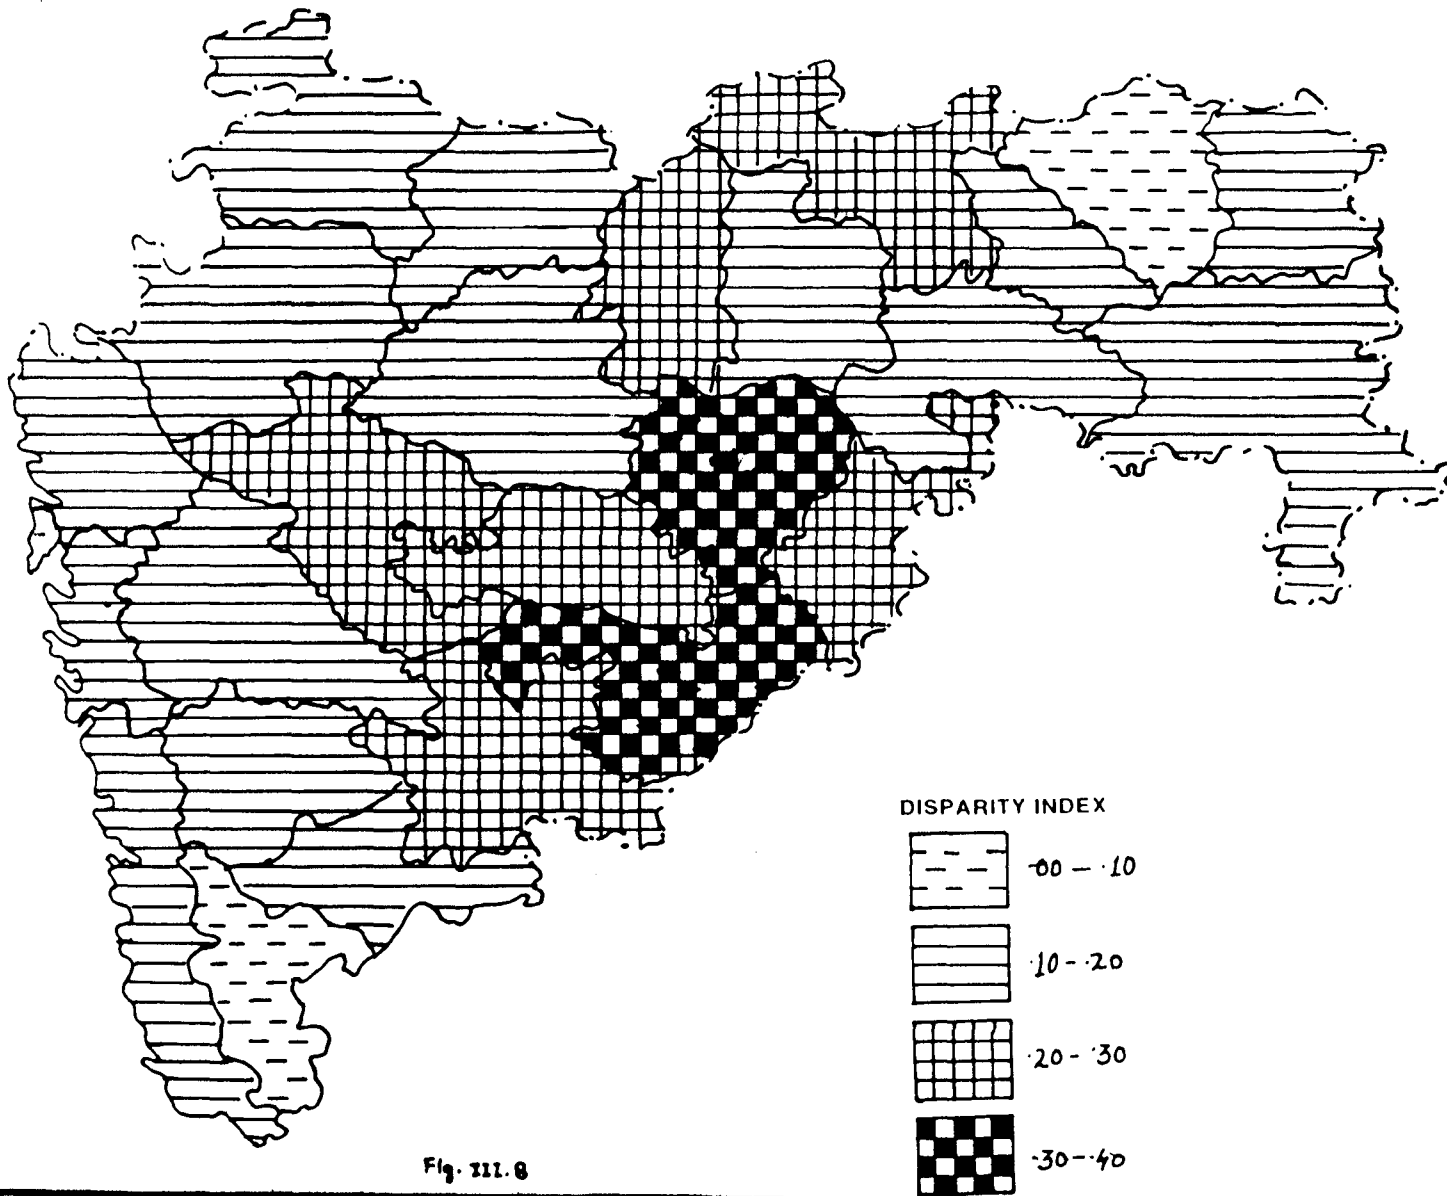 DISPARITY INDEX
·00 – ·10
·10 - ·20
·20 - ·30
·30 - ·40
Fig. III. 8